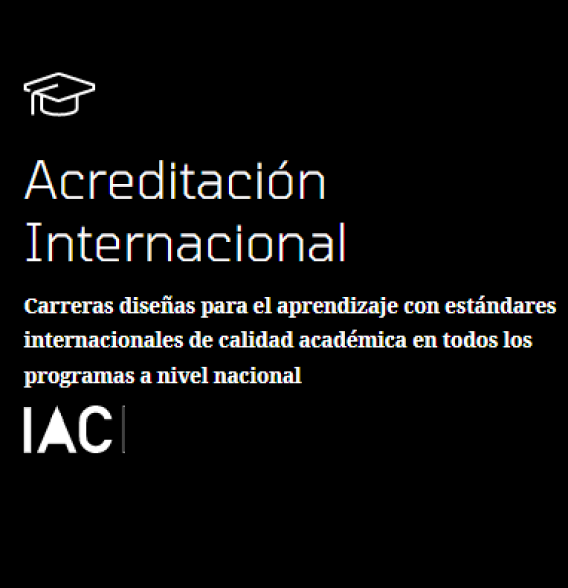 Acreditación
Internacional
Carreras diseñas para el aprendizaje con estándares
internacionales de calidad académica en todos los
programas a nivel nacional
IAC